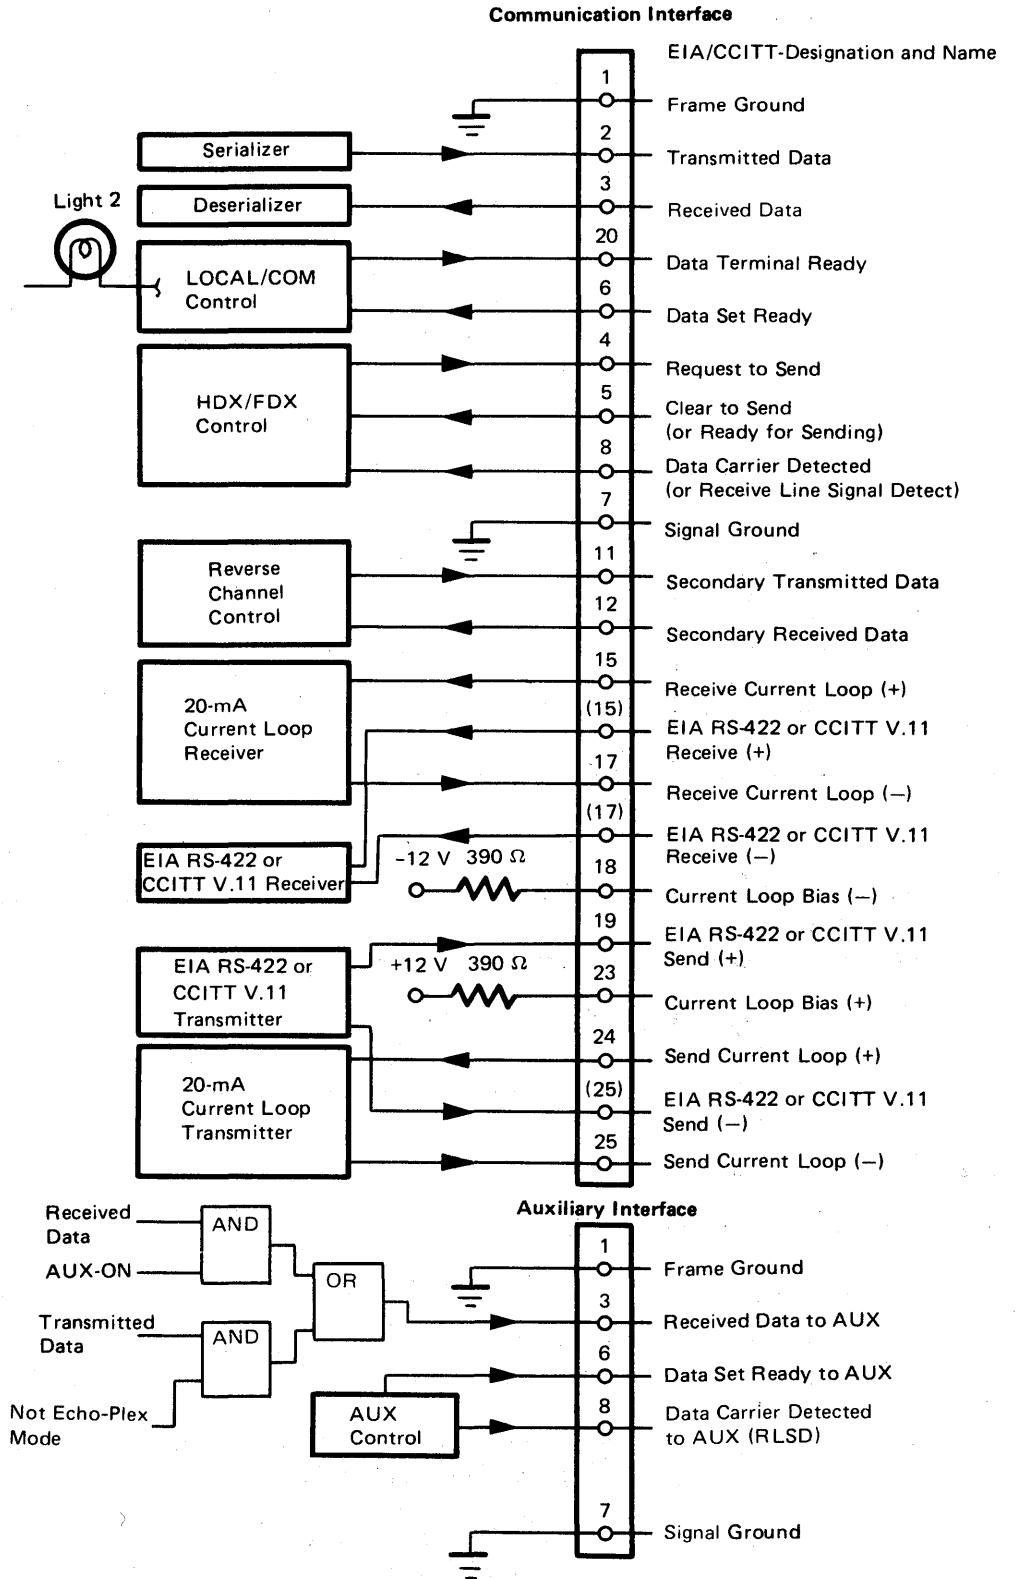 Communication Interface
EIA/CCITT-Designation and Name
1
Frame Ground
Serializer
2
Transmitted Data
Light 2
Deserializer
3
Received Data
LOCAL/COM
Control
20
Data Terminal Ready
6
Data Set Ready
HDX/FDX
Control
4
Request to Send
5
Clear to Send
(or Ready for Sending)
8
Data Carrier Detected
(or Receive Line Signal Detect)
7
Signal Ground
Reverse
Channel
Control
11
Secondary Transmitted Data
12
Secondary Received Data
20-mA
Current Loop
Receiver
15
Receive Current Loop (+)
(15)
EIA RS-422 or CCITT V.11
Receive (+)
17
Receive Current Loop (—)
(17)
EIA RS-422 or CCITT V.11
Receive (—)
EIA RS-422 or
CCITT V.11 Receiver
–12 V 390 Ω
18
Current Loop Bias (—)
19
EIA RS-422 or CCITT V.11
Send (+)
EIA RS-422 or
CCITT V.11
Transmitter
+12 V 390 Ω
23
Current Loop Bias (+)
20-mA
Current Loop
Transmitter
24
Send Current Loop (+)
(25)
EIA RS-422 or CCITT V.11
Send (—)
25
Send Current Loop (—)
Auxiliary Interface
Received
Data
AUX-ON
AND
OR
Transmitted
Data
AND
Not Echo-Plex
Mode
1
Frame Ground
3
Received Data to AUX
6
Data Set Ready to AUX
AUX
Control
8
Data Carrier Detected
to AUX (RLSD)
7
Signal Ground